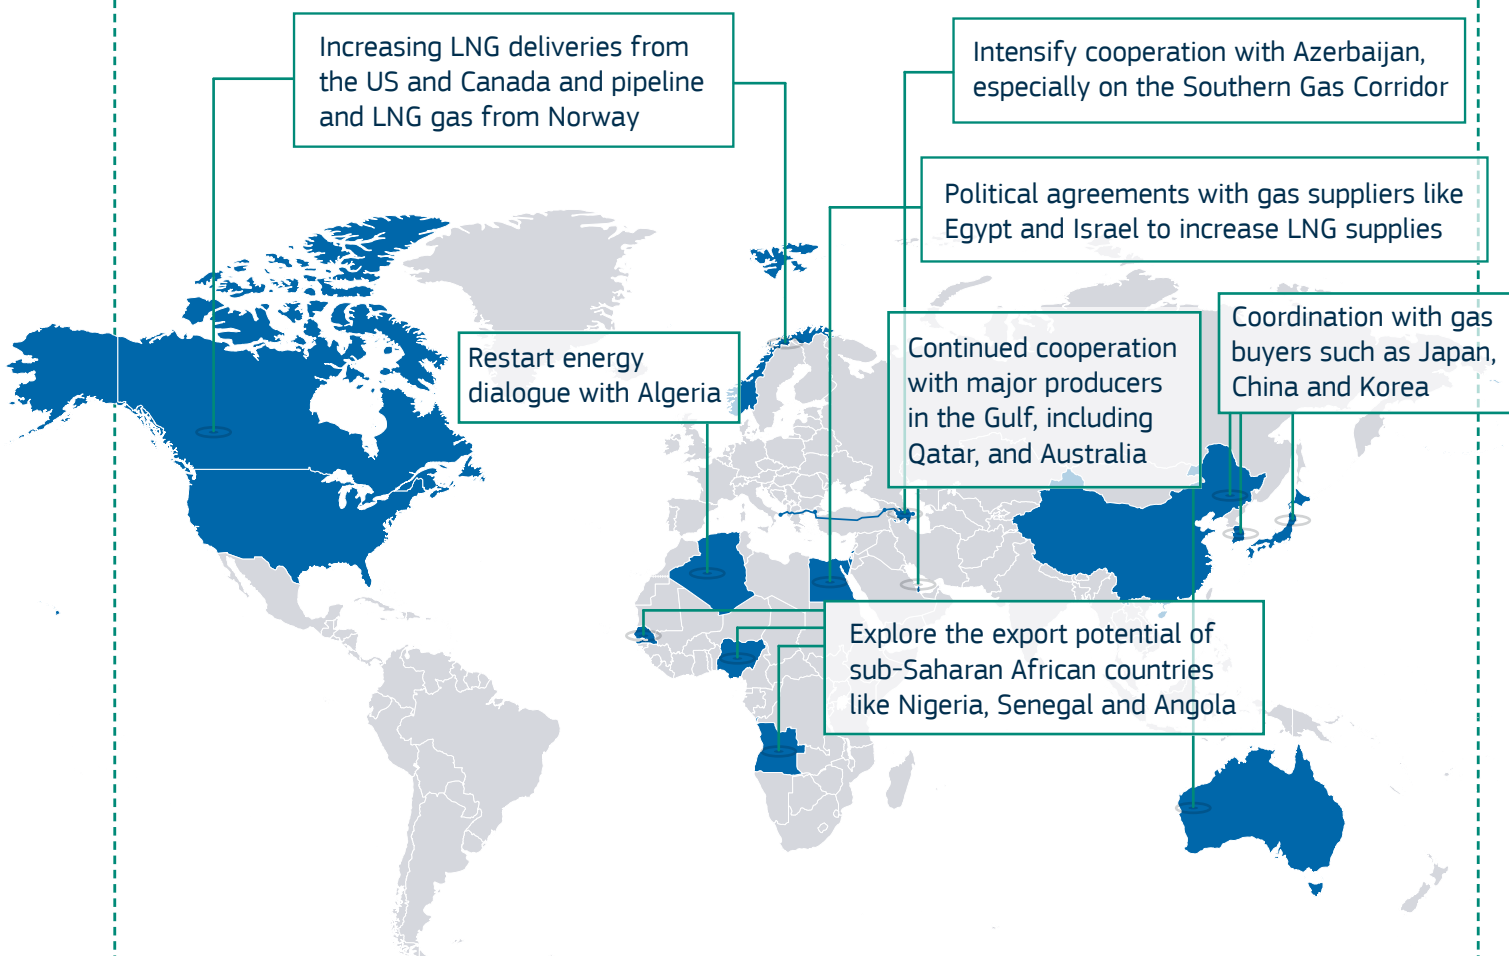 Increasing LNG deliveries from
the US and Canada and pipeline
and LNG gas from Norway
Intensify cooperation with Azerbaijan,
especially on the Southern Gas Corridor
Political agreements with gas suppliers like
Egypt and Israel to increase LNG supplies
Restart energy
dialogue with Algeria
Continued cooperation
with major producers
in the Gulf, including
Qatar, and Australia
Coordination with gas
buyers such as Japan,
China and Korea
Explore the export potential of
sub-Saharan African countries
like Nigeria, Senegal and Angola